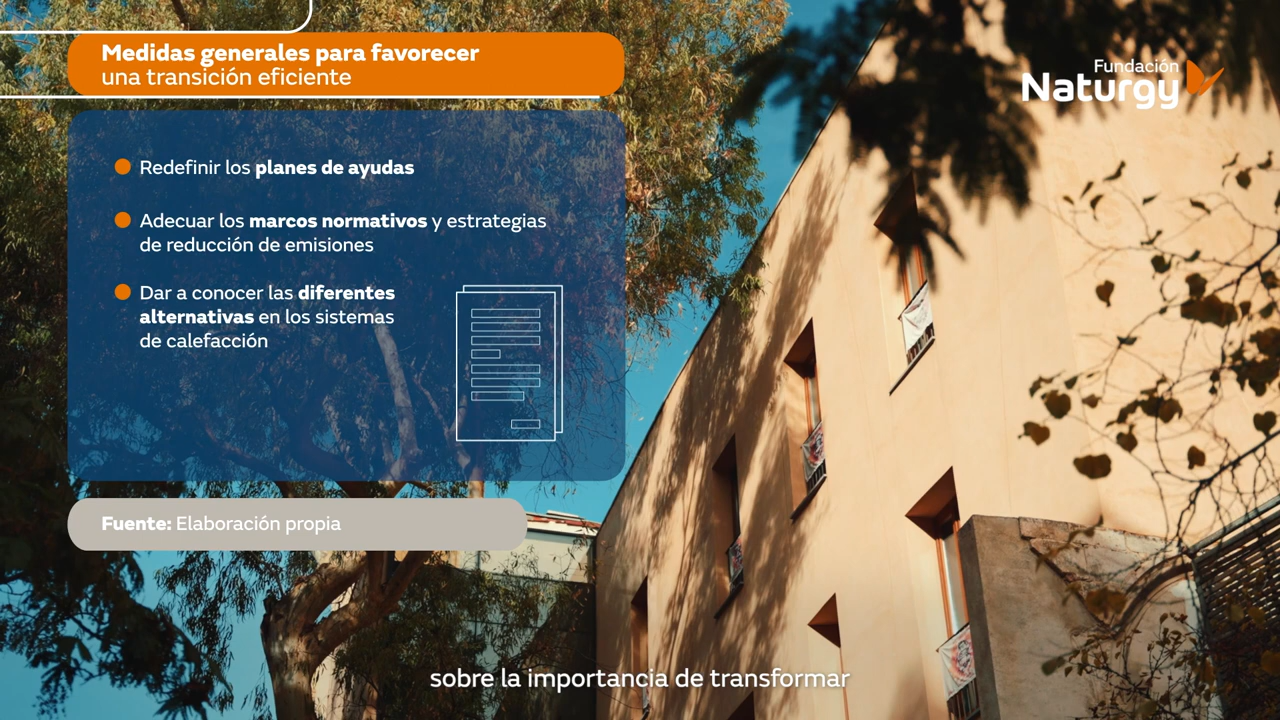 Medidas generales para favorecer
una transición eficiente
Fundación
Naturgy
Redefinir los planes de ayudas
Adecuar los marcos normativos y estrategias
de reducción de emisiones
Dar a conocer las diferentes
alternativas en los sistemas
de calefacción
Fuente: Elaboración propia
sobre la importancia de transformar